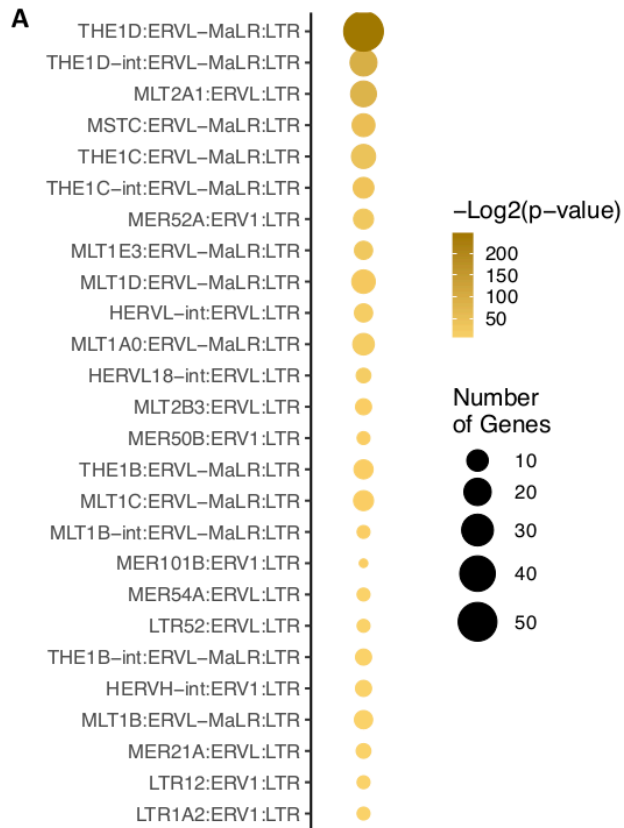 A
THE1D:ERVL−MaLR:LTR
THE1D−int:ERVL−MaLR:LTR
MLT2A1:ERVL:LTR
MSTC:ERVL−MaLR:LTR
THE1C:ERVL−MaLR:LTR
THE1C−int:ERVL−MaLR:LTR
MER52A:ERV1:LTR
MLT1E3:ERVL−MaLR:LTR
MLT1D:ERVL−MaLR:LTR
HERVL−int:ERVL:LTR
MLT1A0:ERVL−MaLR:LTR
HERVL18−int:ERVL:LTR
MLT2B3:ERVL:LTR
MER50B:ERV1:LTR
THE1B:ERVL−MaLR:LTR
MLT1C:ERVL−MaLR:LTR
MLT1B−int:ERVL−MaLR:LTR
MER101B:ERV1:LTR
MER54A:ERVL:LTR
LTR52:ERVL:LTR
THE1B−int:ERVL−MaLR:LTR
HERVH−int:ERV1:LTR
MLT1B:ERVL−MaLR:LTR
MER21A:ERVL:LTR
LTR12:ERV1:LTR
LTR1A2:ERV1:LTR
−Log2(p−value)
200
150
100
50
Number
of Genes
10
20
30
40
50